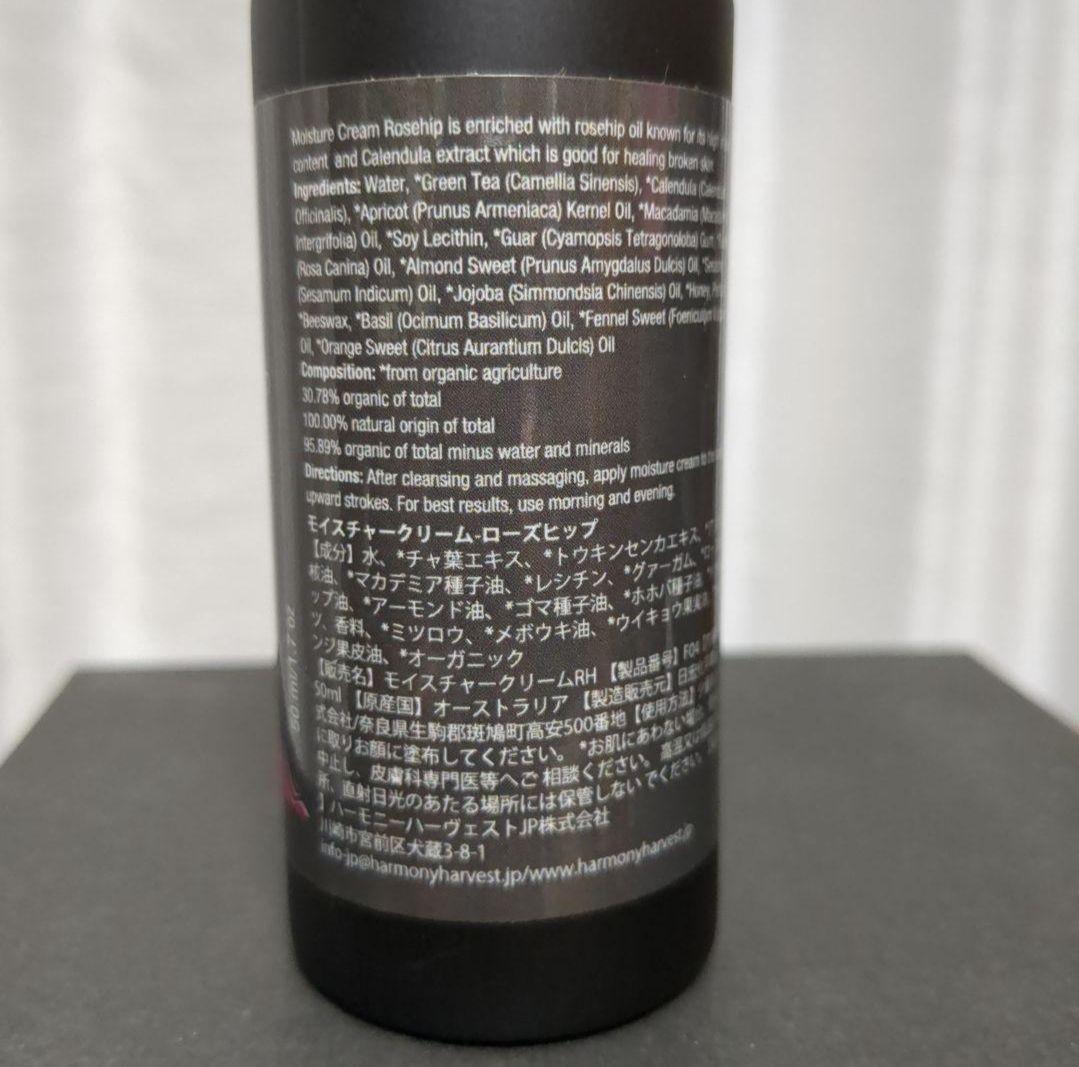 Moisture Cream Rosehip is enriched with rosehip oil known for its high
content and Calendula extract which is good for healing broken skin
Ingredients: Water, *Green Tea (Camellia Sinensis), *Calendula
Officinalis), *Apricot (Prunus Armeniaca) Kernel Oil, *Macadamia
Intergrifolia) Oil, *Soy Lecithin, *Guar (Cyamopsis Tetragonoloba) Gum,
(Rosa Canina) Oil, *Almond Sweet (Prunus Amygdalus Dulcis) Oil,
(Sesamum Indicum) Oil, *Jojoba (Simmondsia Chinensis) Oil, *Honey,
*Beeswax, *Basil (Ocimum Basilicum) Oil, *Fennel Sweet (Foeniculum
Oil, *Orange Sweet (Citrus Aurantium Dulcis) Oil
Composition: *from organic agriculture
30.78% organic of total
100.00% natural origin of total
95.89% organic of total minus water and minerals
Directions: After cleansing and massaging, apply moisture cream to the
upward strokes. For best results, use morning and evening.
モイスチャークリーム-ローズヒップ
【成分】水、*チャ葉エキス、*トウキンセンカエキス、
核油、*マカデミア種子油、*レシチン、*グアーガム、
ップ油、*アーモンド油、*ゴマ種子油、*ホホバ種子油、
ツ、香料、*ミツロウ、*メボウキ油、*ウイキョウ果実油、
ンジ果皮油、*オーガニック
【販売名】モイスチャークリームRH 【製品番号】F04
50ml 【原産国】オーストラリア 【製造販売元】
式会社/奈良県生駒郡斑鳩町高安500番地【使用方法】
に取りお顔に塗布してください。 *お肌にあわない場合
中止し、皮膚科専門医等へご 相談ください。
所、直射日光のあたる場所には保管しないでください。
】ハーモニーハーヴェストJP株式会社
川崎市宮前区犬蔵3-8-1
info-jp@harmonyharvest.jp/www.harmonyharvest.jp
50 ml/1.7 oz